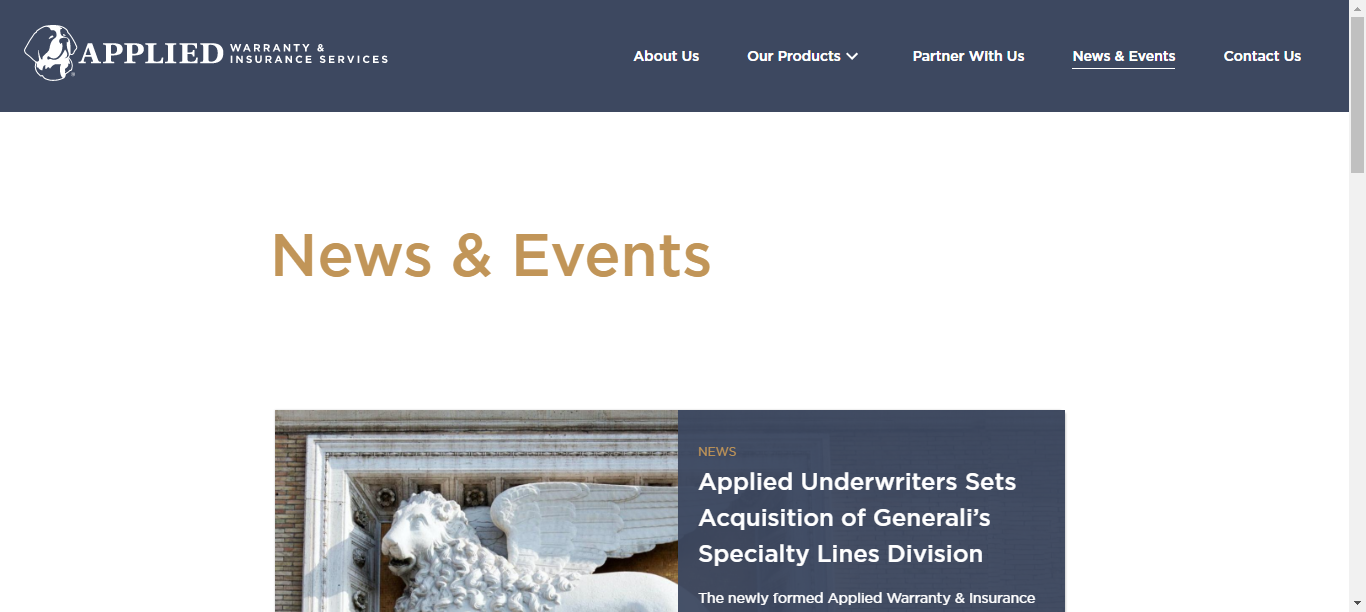 APPLIED WARRANTY &
INSURANCE SERVICES
About Us
Our Products
Partner With Us
News & Events
Contact Us
News & Events
NEWS
Applied Underwriters Sets
Acquisition of Generali’s
Specialty Lines Division
The newly formed Applied Warranty & Insurance